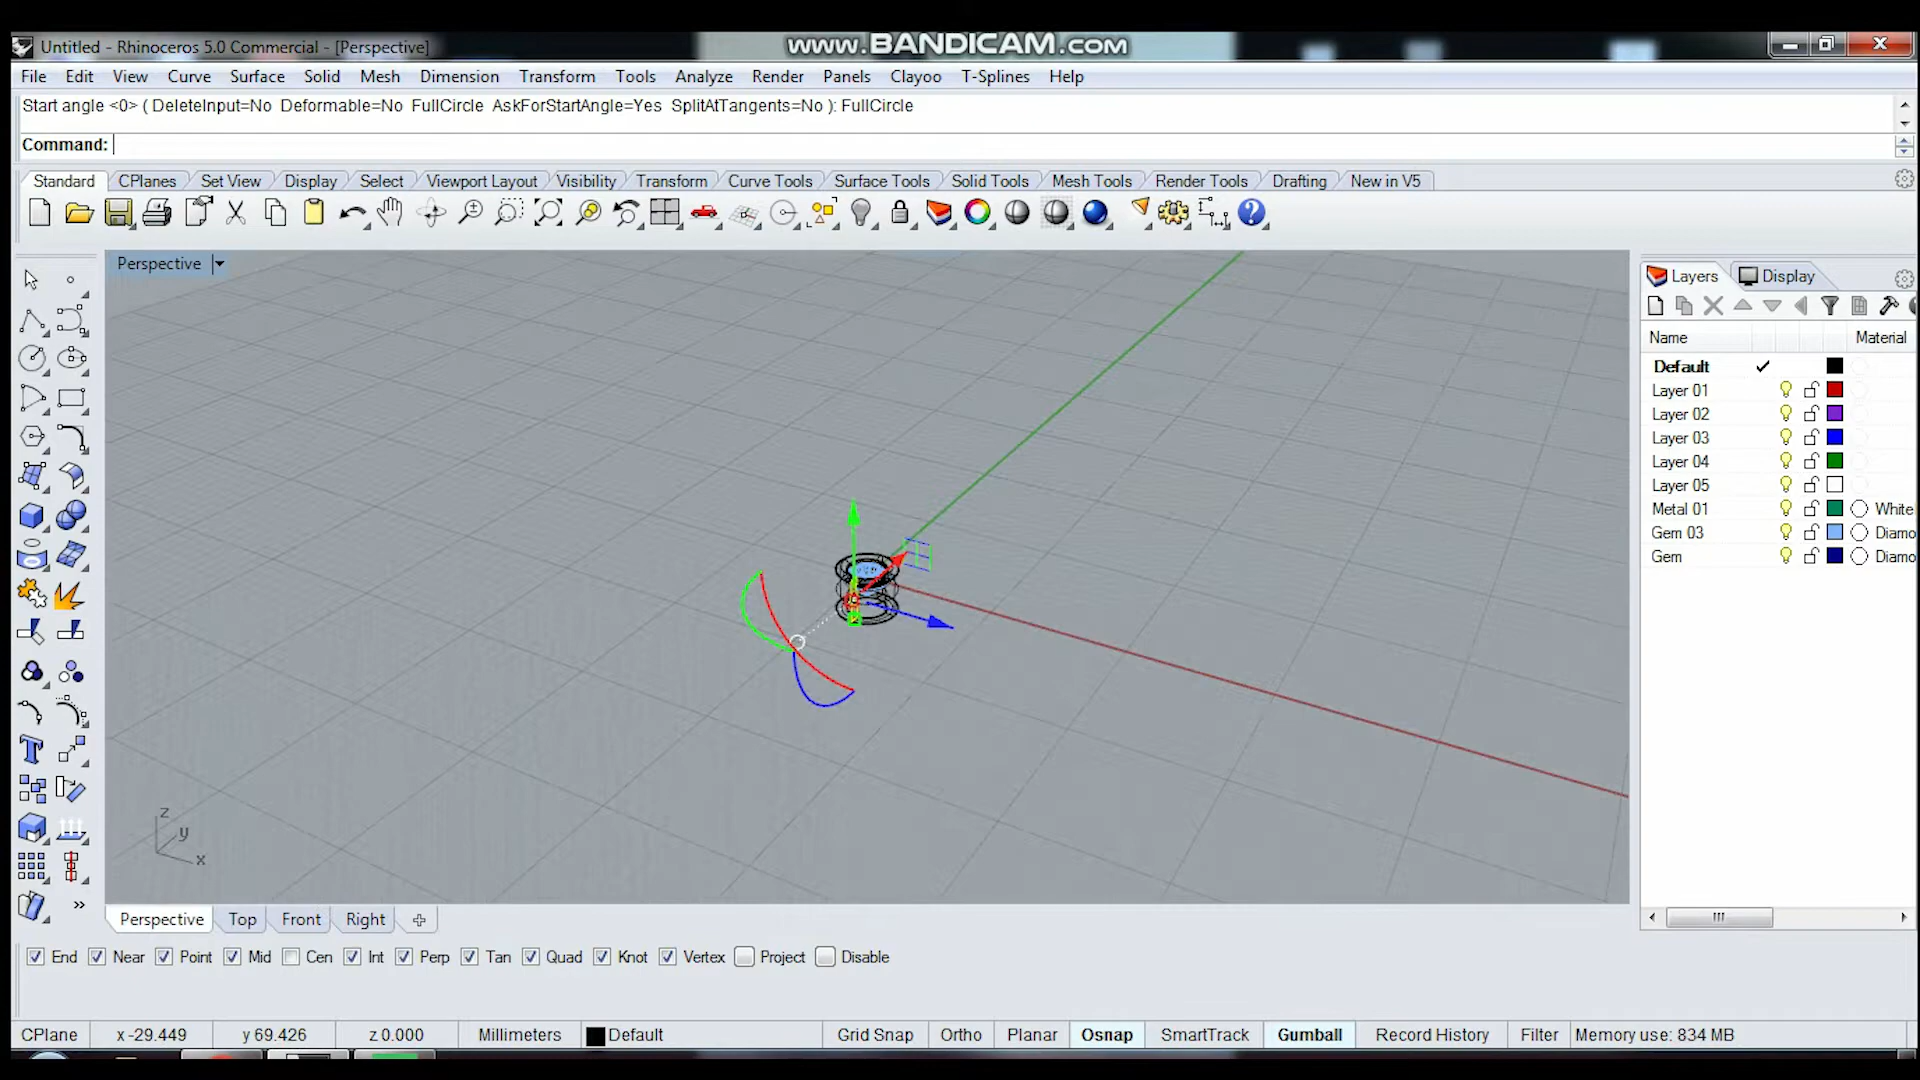 Untitled - Rhinoceros 5.0 Commercial - [Perspective]
www.BANDICAM.com
File Edit View Curve Surface Solid Mesh Dimension Transform Tools Analyze Render Panels Clayoo T-Splines Help
Start angle <0> ( DeleteInput=No Deformable=No FullCircle AskForStartAngle=Yes SplitAtTangents=No ): FullCircle
Command:
Standard CPlanes Set View Display Select Viewport Layout Visibility Transform Curve Tools Surface Tools Solid Tools Mesh Tools Render Tools Drafting New in V5
Perspective
Layers Display
Name Material
Default
Layer 01
Layer 02
Layer 03
Layer 04
Layer 05
Metal 01 White
Gem 03 Diamo
Gem Diamo
z
y
x
Perspective Top Front Right
End Near Point Mid Cen Int Perp Tan Quad Knot Vertex Project Disable
CPlane x -29.449 y 69.426 z 0.000 Millimeters Default Grid Snap Ortho Planar Osnap SmartTrack Gumball Record History Filter Memory use: 834 MB